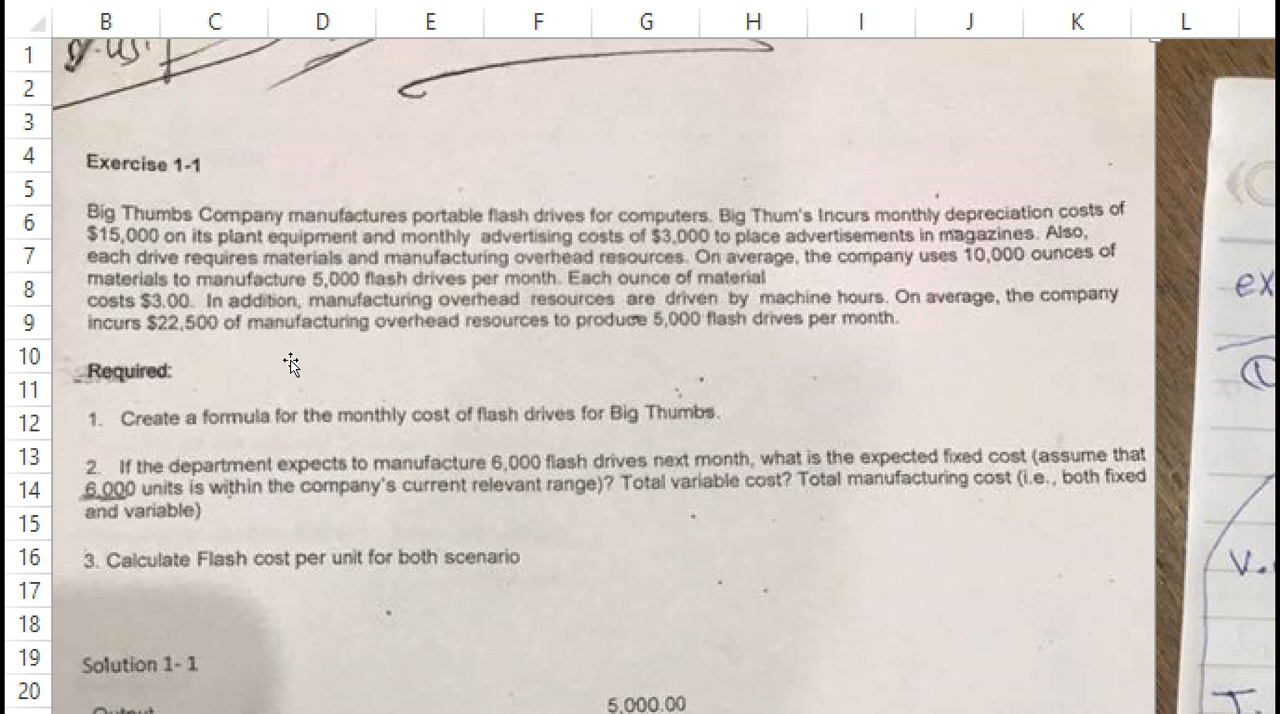 B C D E F G H I J K L
1
2
3
4 Exercise 1-1
5
6 Big Thumbs Company manufactures portable flash drives for computers. Big Thum's Incurs monthly depreciation costs of
$15,000 on its plant equipment and monthly advertising costs of $3,000 to place advertisements in magazines. Also,
7 each drive requires materials and manufacturing overhead resources. On average, the company uses 10,000 ounces of
8 materials to manufacture 5,000 flash drives per month. Each ounce of material
costs $3.00. In addition, manufacturing overhead resources are driven by machine hours. On average, the company
9 incurs $22,500 of manufacturing overhead resources to produce 5,000 flash drives per month.
10 Required:
11
12 1. Create a formula for the monthly cost of flash drives for Big Thumbs.
13 2. If the department expects to manufacture 6,000 flash drives next month, what is the expected fixed cost (assume that
14 6,000 units is within the company's current relevant range)? Total variable cost? Total manufacturing cost (i.e., both fixed
15 and variable)
16 3. Calculate Flash cost per unit for both scenario
17
18
19 Solution 1- 1
20 Output 5,000.00
ex
V.
T.